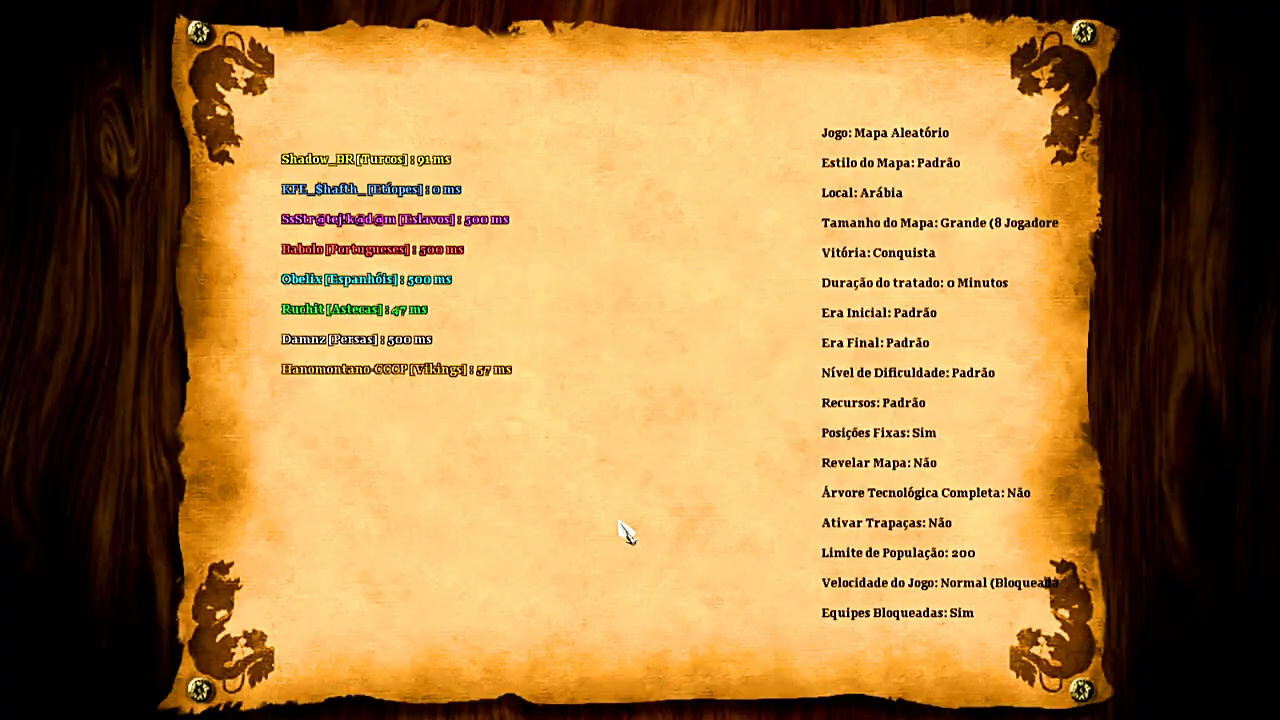 Shadow_BR [Turcos] : 91 ms
KFE_$hafth_ [Etíopes] : 0 ms
SxStr@tej!k@d@m [Eslavos] : 500 ms
Babolo [Portugueses] : 500 ms
Obelix [Espanhóis] : 500 ms
Ruchit [Astecas] : 47 ms
Damnz [Persas] : 500 ms
Hanomontano-CCCP [Vikings] : 57 ms
Jogo: Mapa Aleatório
Estilo do Mapa: Padrão
Local: Arábia
Tamanho do Mapa: Grande (8 Jogadore
Vitória: Conquista
Duração do tratado: 0 Minutos
Era Inicial: Padrão
Era Final: Padrão
Nível de Dificuldade: Padrão
Recursos: Padrão
Posições Fixas: Sim
Revelar Mapa: Não
Árvore Tecnológica Completa: Não
Ativar Trapaças: Não
Limite de População: 200
Velocidade do Jogo: Normal (Bloqueada
Equipes Bloqueadas: Sim